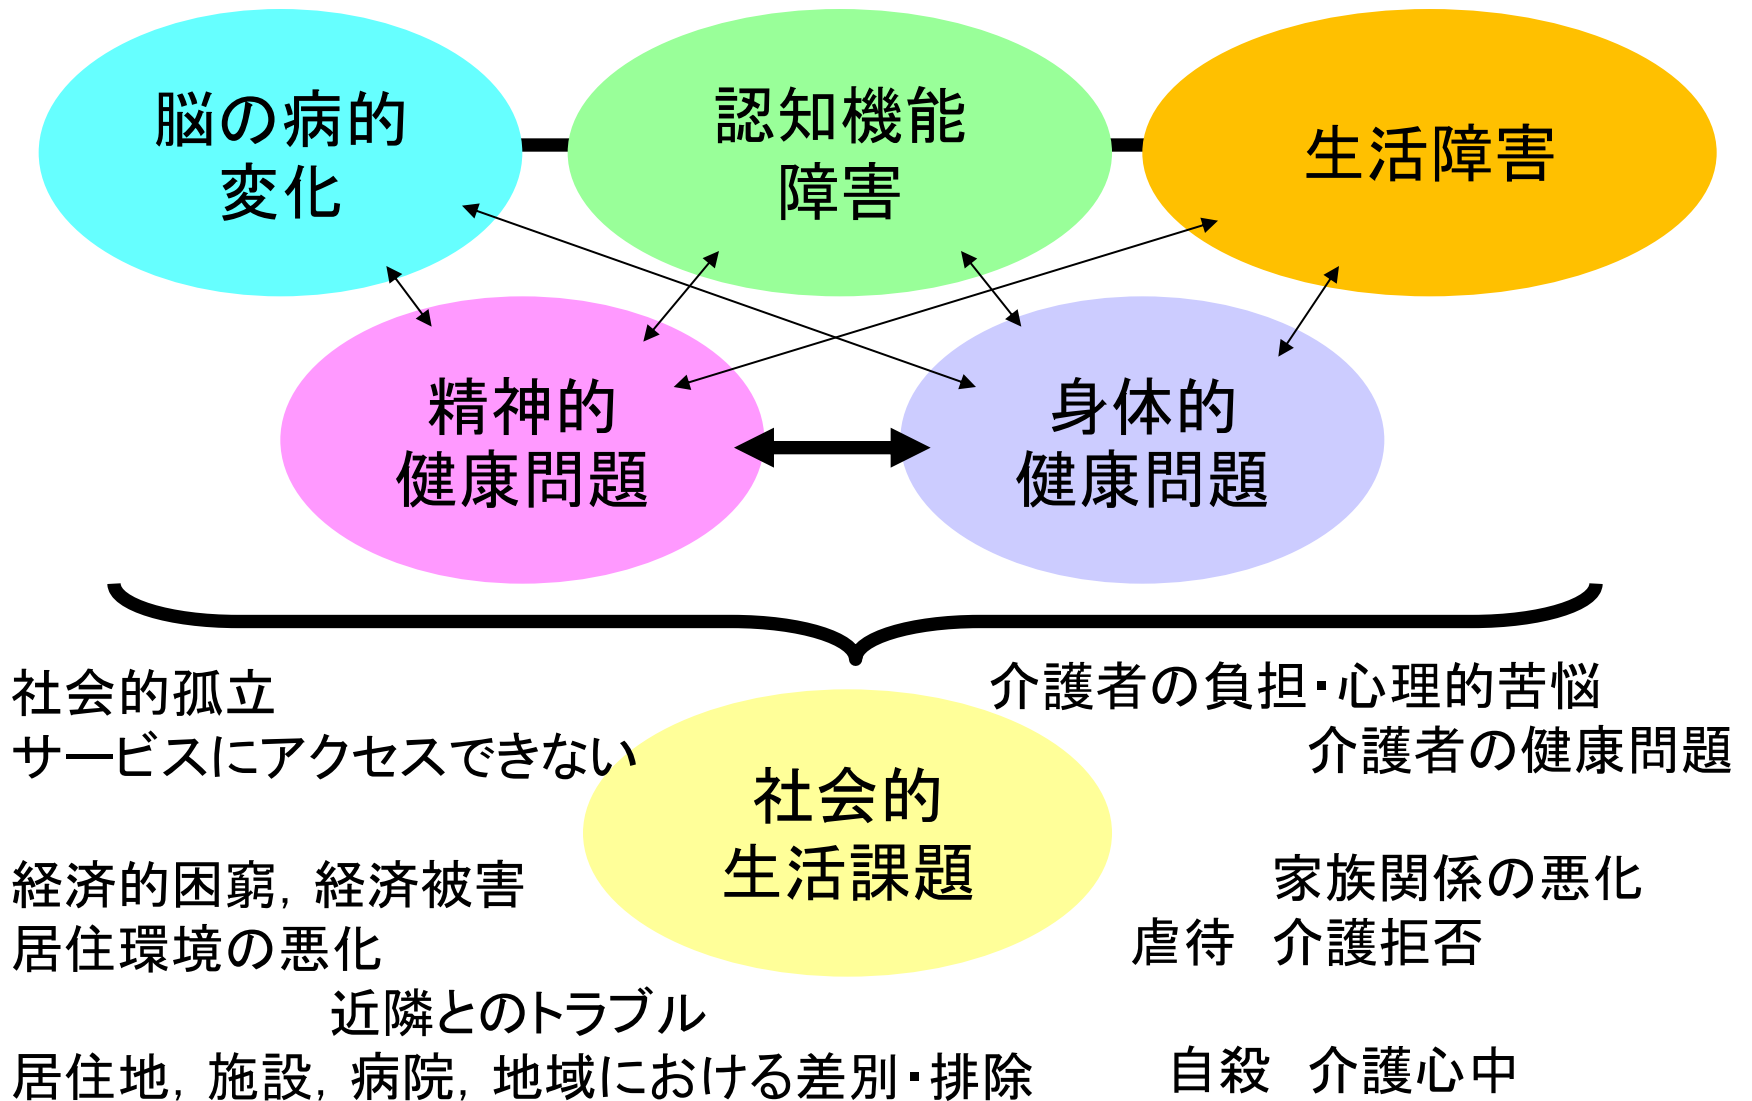 脳の病的
変化
認知機能
障害
生活障害
精神的
健康問題
身体的
健康問題
社会的孤立
サービスにアクセスできない
経済的困窮, 経済被害
居住環境の悪化
近隣とのトラブル
居住地, 施設, 病院, 地域における差別・排除
社会的
生活課題
介護者の負担・心理的苦悩
介護者の健康問題
家族関係の悪化
虐待　介護拒否
自殺　介護心中